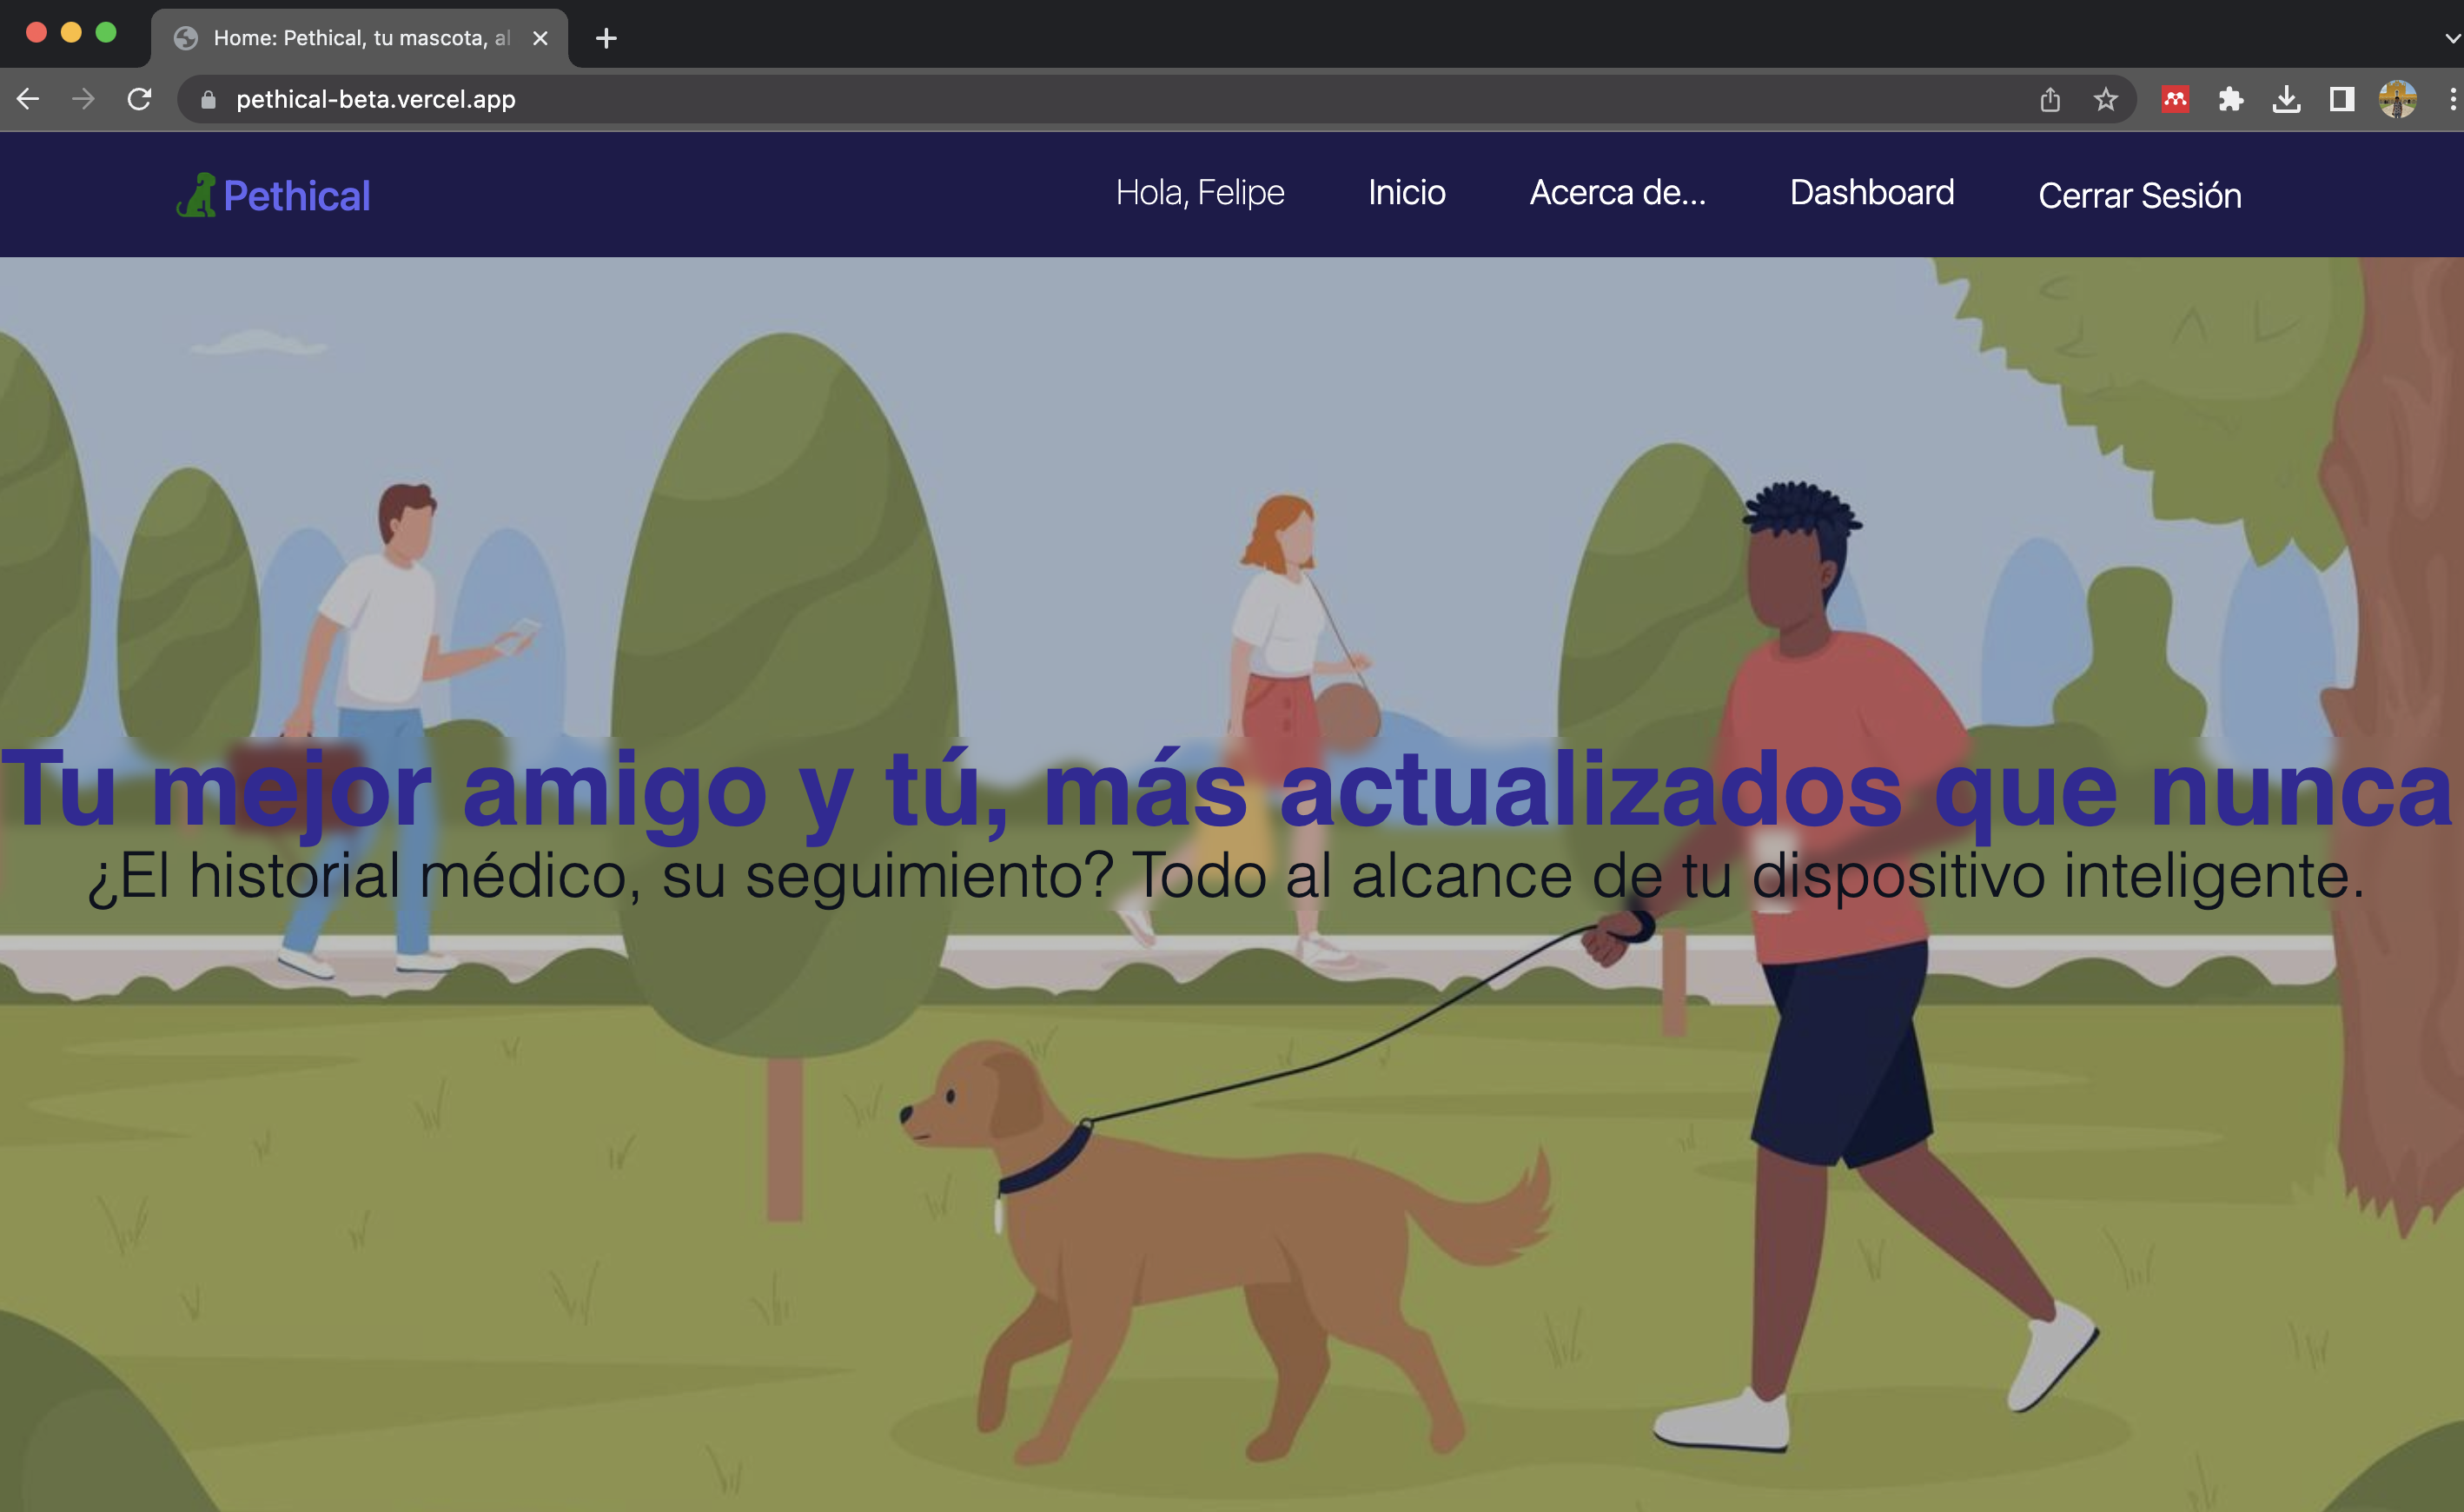 Home: Pethical, tu mascota, al
pethical-beta.vercel.app
Pethical
Hola, Felipe
Inicio
Acerca de...
Dashboard
Cerrar Sesión
Tu mejor amigo y tú, más actualizados que nunca
¿El historial médico, su seguimiento? Todo al alcance de tu dispositivo inteligente.